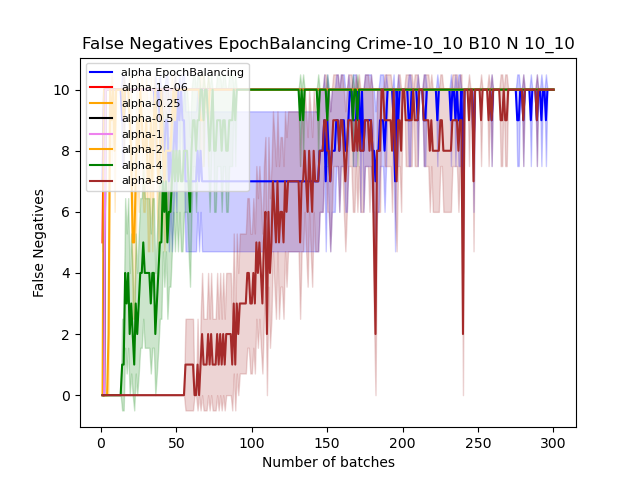 False Negatives EpochBalancing Crime-10_10 B10 N 10_10
alpha EpochBalancing
alpha-1e-06
alpha-0.25
alpha-0.5
alpha-1
alpha-2
alpha-4
alpha-8
False Negatives
10
8
6
4
2
0
0 50 100 150 200 250 300
Number of batches